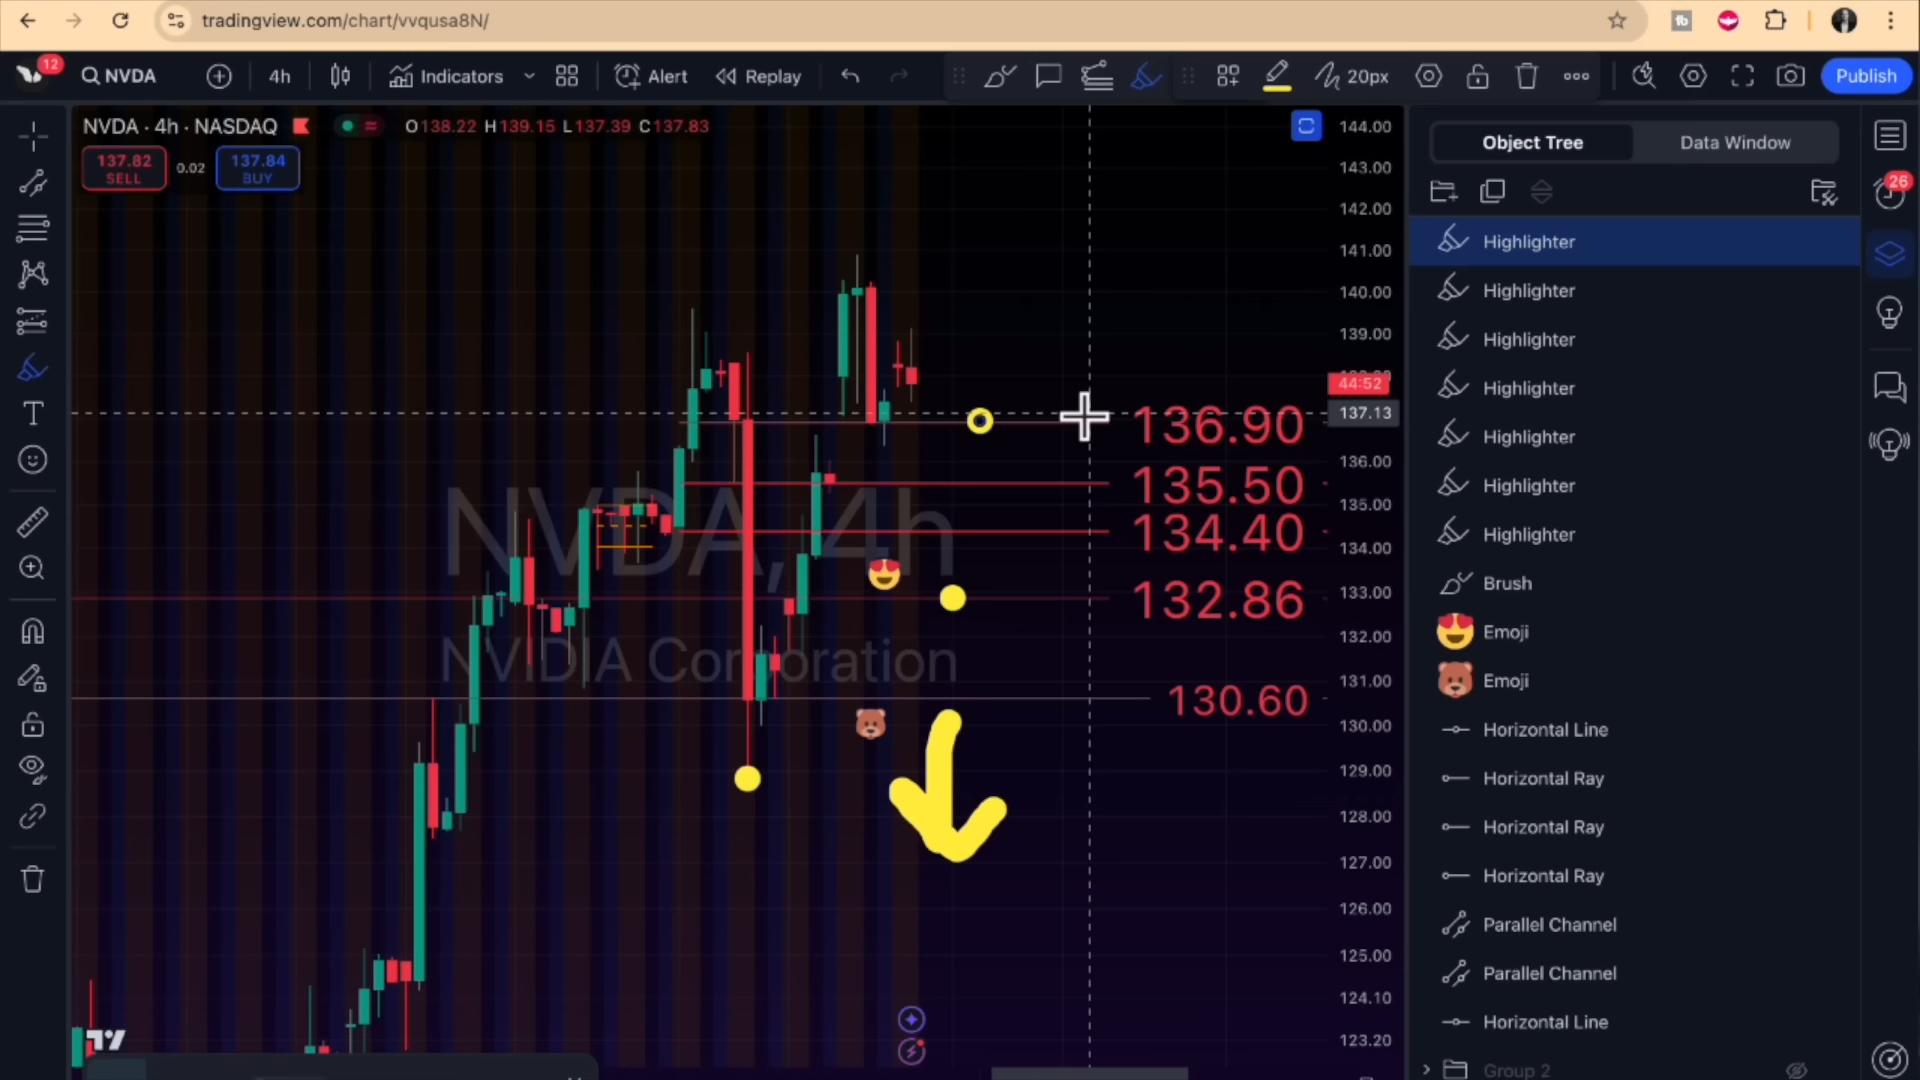 tradingview.com/chart/vvqusa8N/
12
NVDA
4h
Indicators
Alert
Replay
20px
Publish
NVDA · 4h · NASDAQ
O138.22 H139.15 L137.39 C137.83
137.82
SELL
0.02
137.84
BUY
NVDA, 4h
NVIDIA Corporation
136.90
135.50
134.40
132.86
130.60
144.00
143.00
142.00
141.00
140.00
139.00
44:52
137.13
136.00
135.00
134.00
133.00
132.00
131.00
130.00
129.00
128.00
127.00
126.00
125.00
124.10
123.20
Object Tree
Data Window
Highlighter
Highlighter
Highlighter
Highlighter
Highlighter
Highlighter
Highlighter
Brush
Emoji
Emoji
Horizontal Line
Horizontal Ray
Horizontal Ray
Horizontal Ray
Parallel Channel
Parallel Channel
Horizontal Line
Group 2
26